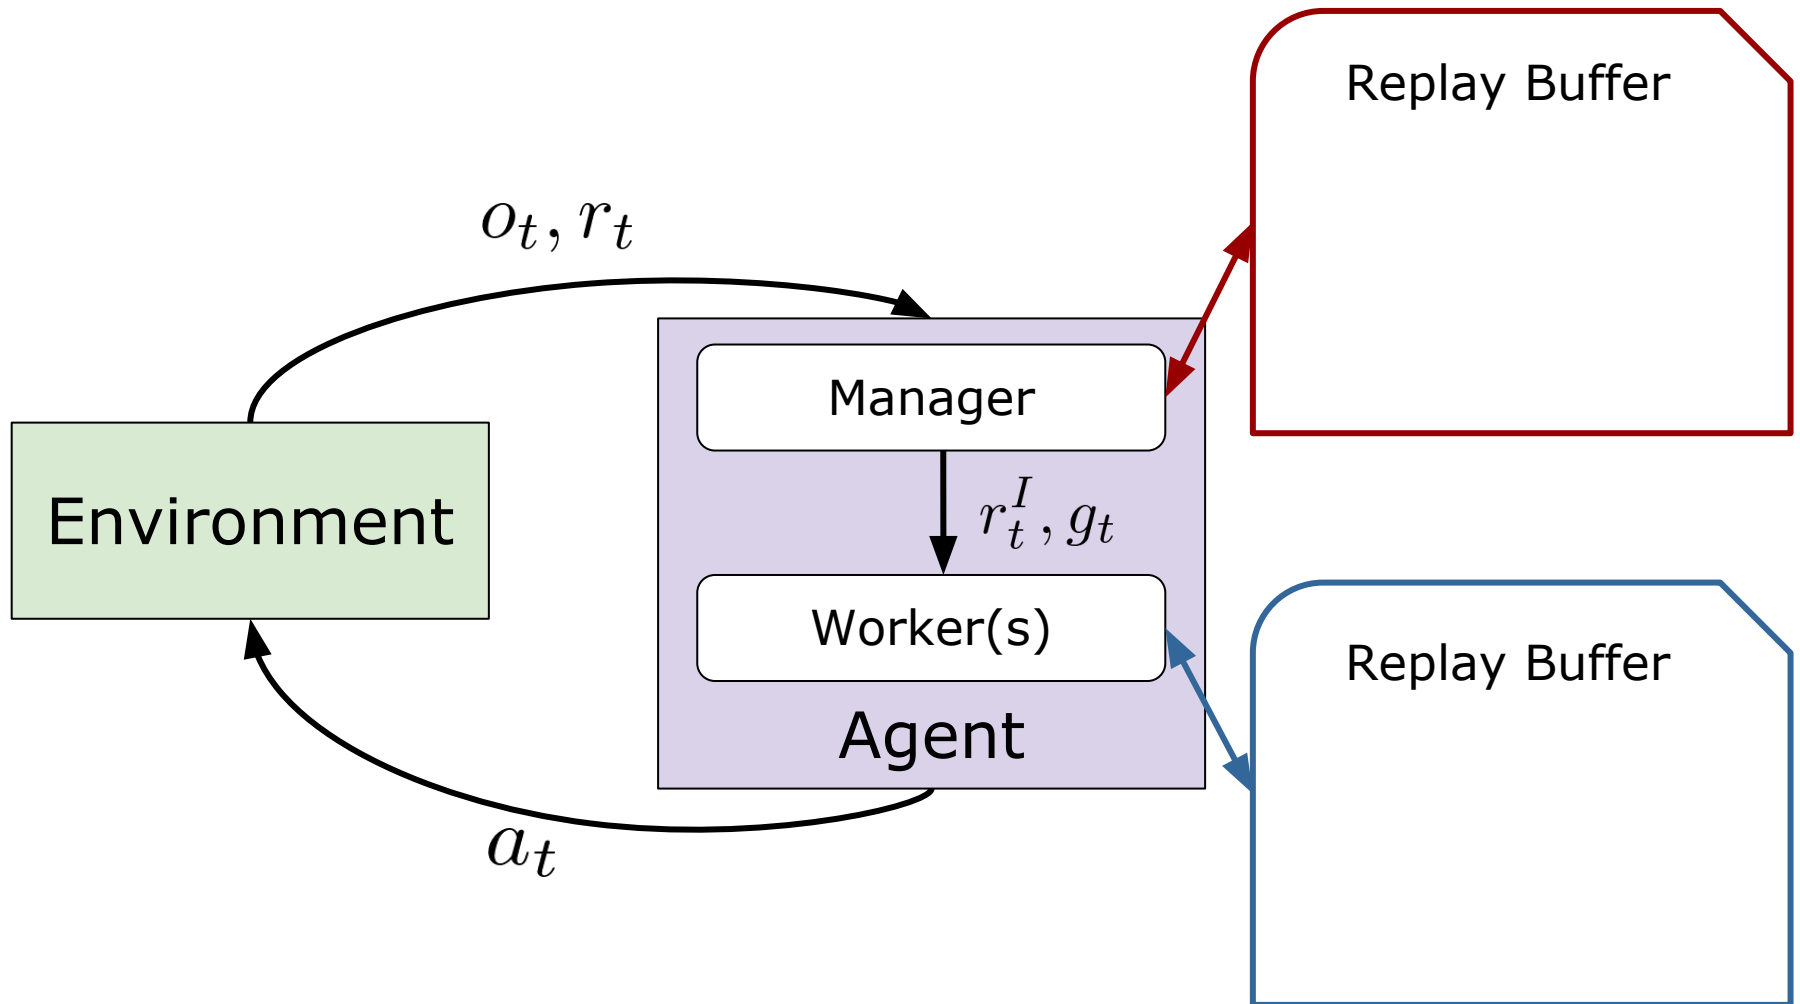 Replay Buffer
o_t, r_t
Manager
Environment
r_t^I, g_t
Worker(s)
Replay Buffer
Agent
a_t